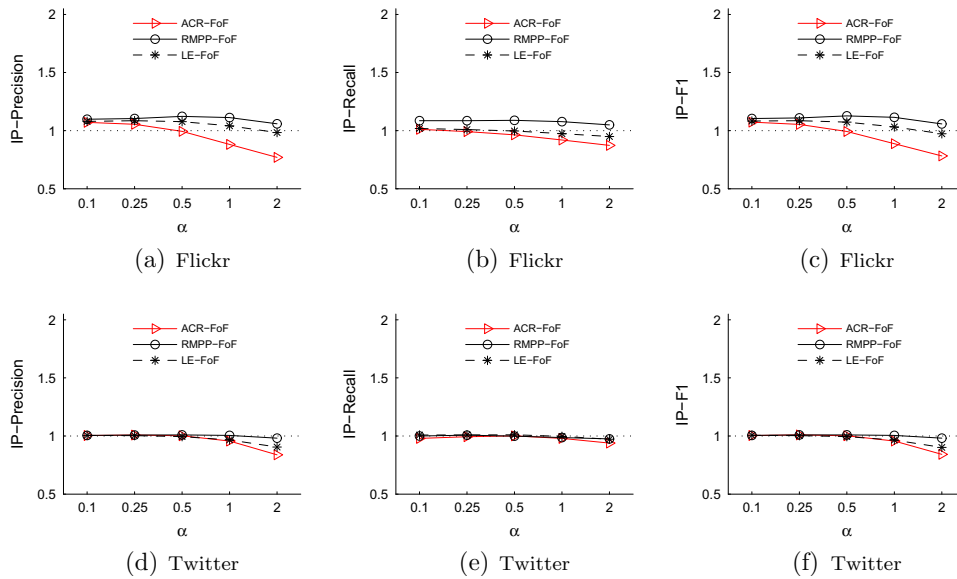 IP−Precision
2
1.5
1
0.5
ACR−FoF
RMPP−FoF
LE−FoF
0.1 0.25 0.5 1 2
α
(a) Flickr
IP−Recall
2
1.5
1
0.5
ACR−FoF
RMPP−FoF
LE−FoF
0.1 0.25 0.5 1 2
α
(b) Flickr
IP−F1
2
1.5
1
0.5
ACR−FoF
RMPP−FoF
LE−FoF
0.1 0.25 0.5 1 2
α
(c) Flickr
IP−Precision
2
1.5
1
0.5
ACR−FoF
RMPP−FoF
LE−FoF
0.1 0.25 0.5 1 2
α
(d) Twitter
IP−Recall
2
1.5
1
0.5
ACR−FoF
RMPP−FoF
LE−FoF
0.1 0.25 0.5 1 2
α
(e) Twitter
IP−F1
2
1.5
1
0.5
ACR−FoF
RMPP−FoF
LE−FoF
0.1 0.25 0.5 1 2
α
(f) Twitter